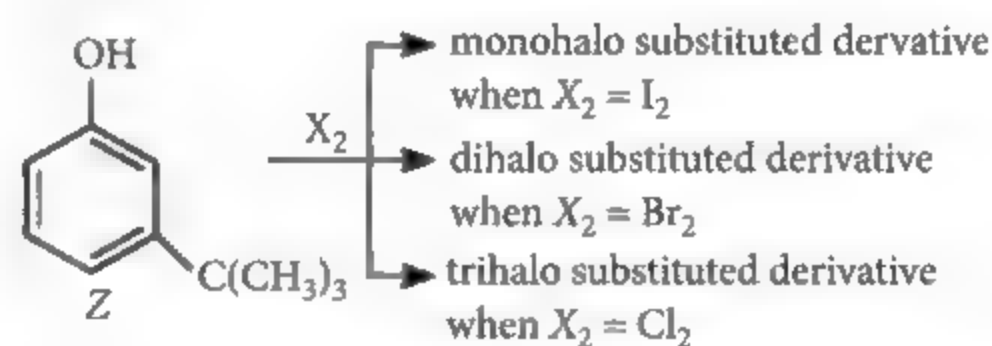 OH
monohalo substituted dervative
when X₂ = I₂
X₂
dihalo substituted derivative
when X₂ = Br₂
C(CH₃)₃
Z
trihalo substituted derivative
when X₂ = Cl₂